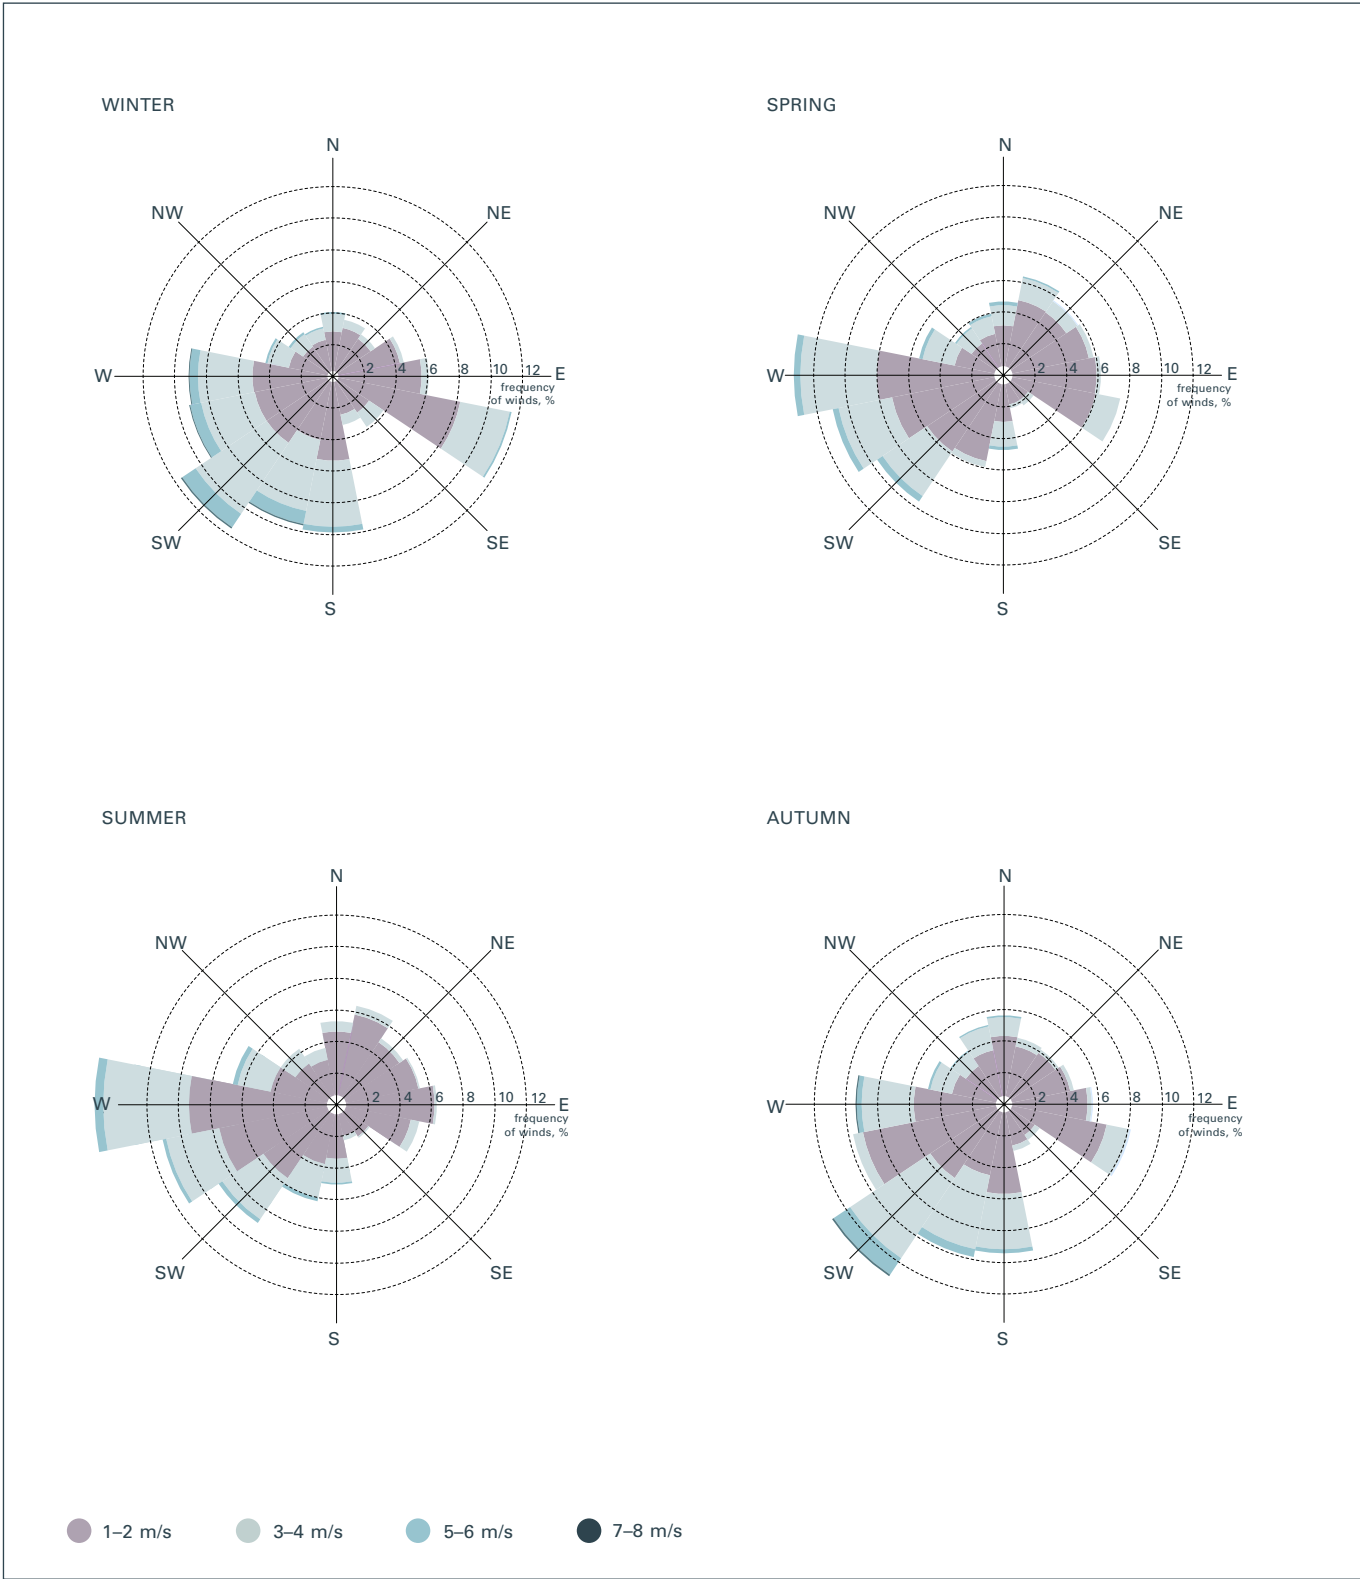 WINTER
N
NW
NE
W
2
4
6
8
10
12
E
frequency
of winds, %
SW
SE
S
SPRING
N
NW
NE
W
2
4
6
8
10
12
E
frequency
of winds, %
SW
SE
S
SUMMER
N
NW
NE
W
2
4
6
8
10
12
E
frequency
of winds, %
SW
SE
S
AUTUMN
N
NW
NE
W
2
4
6
8
10
12
E
frequency
of winds, %
SW
SE
S
1–2 m/s
3–4 m/s
5–6 m/s
7–8 m/s